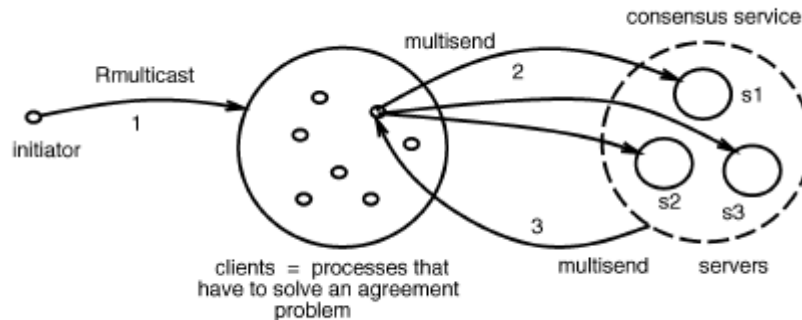 consensus service
multisend
Rmulticast
2
s1
1
initiator
s2
s3
3
clients = processes that
have to solve an agreement
problem
multisend
servers